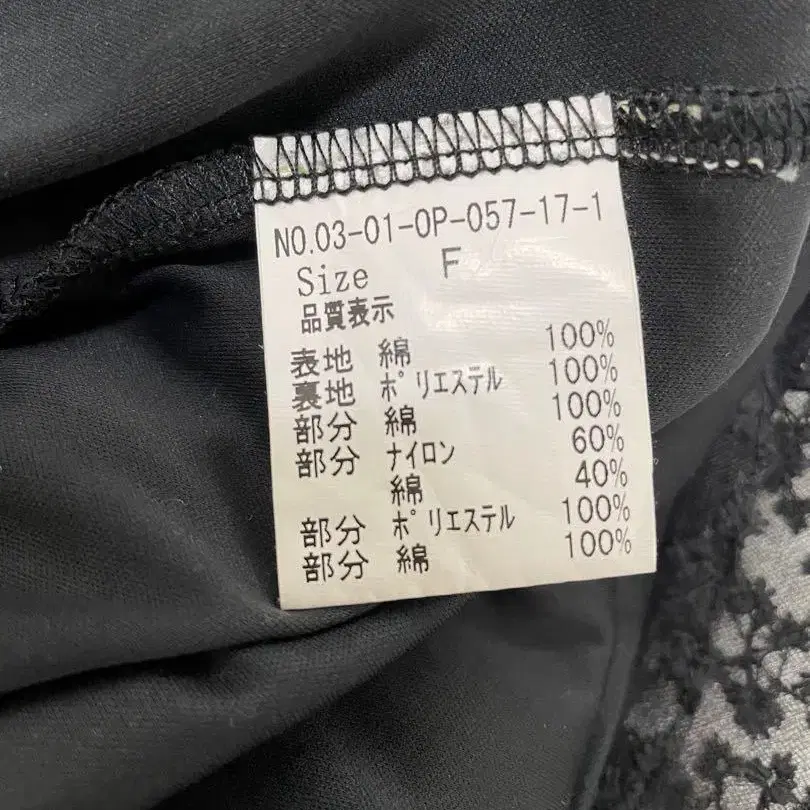 NO.03-01-OP-057-17-1
Size F
品質表示
表地 綿 100%
裏地 ポリエステル 100%
部分 綿 100%
部分 ナイロン 60%
綿 40%
部分 ポリエステル 100%
部分 綿 100%